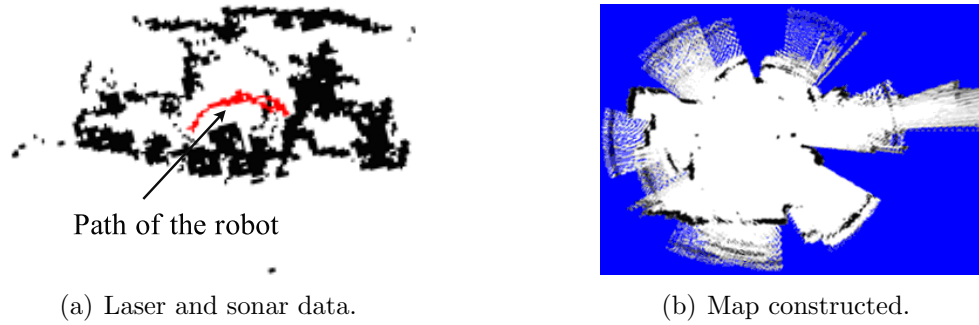 Path of the robot
(a) Laser and sonar data.
(b) Map constructed.